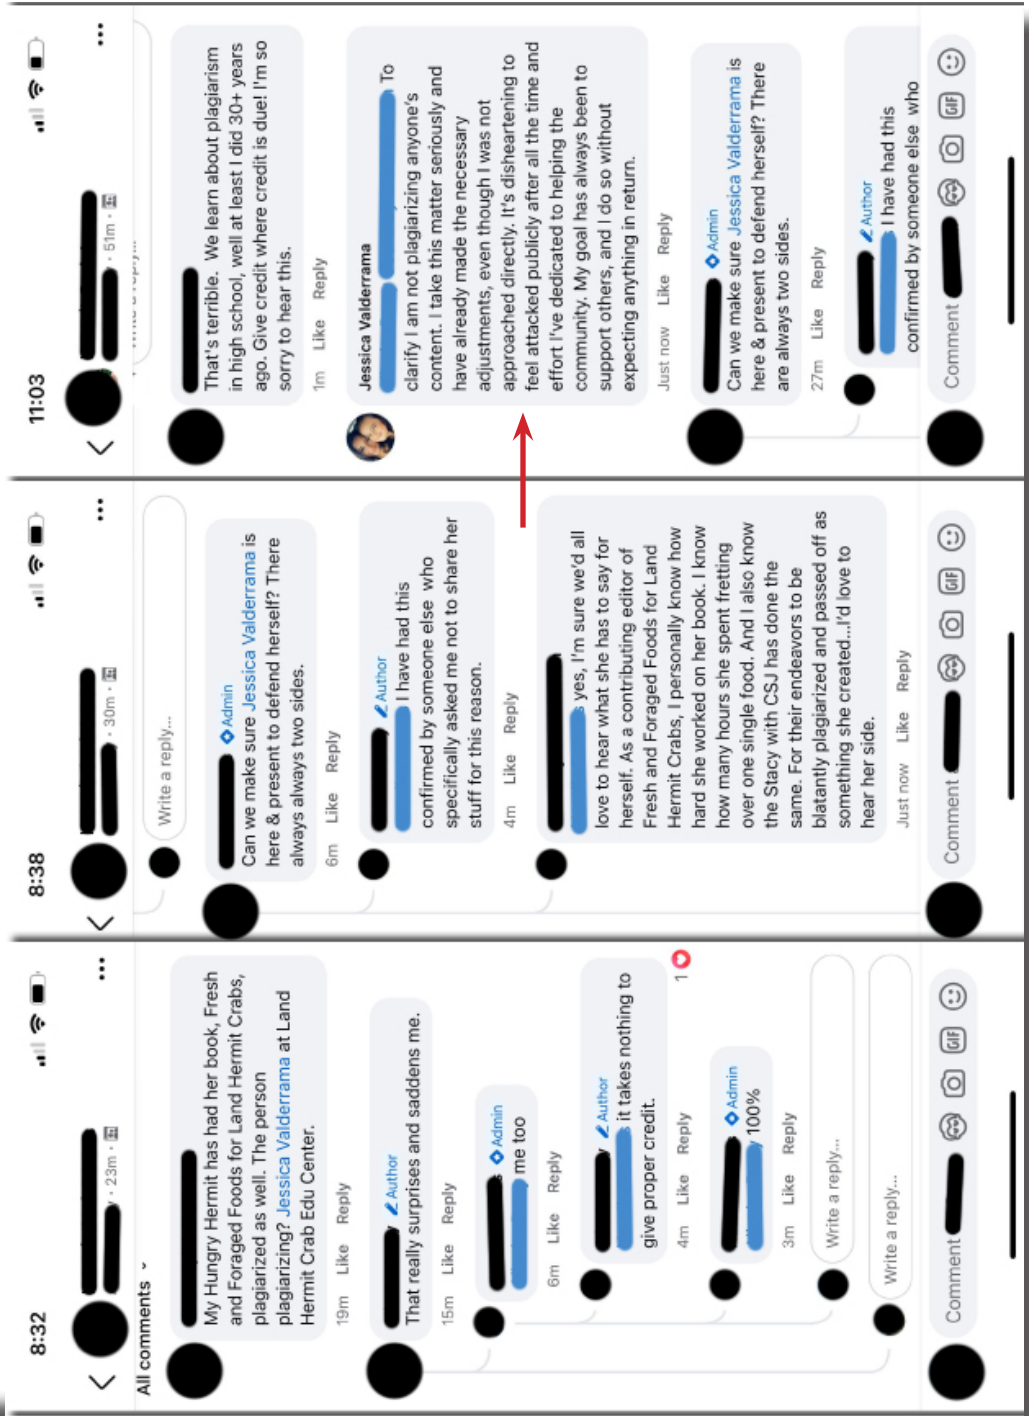 8:32
23m ·
All comments
My Hungry Hermit has had her book, Fresh
and Foraged Foods for Land Hermit Crabs,
plagiarized as well. The person
plagiarizing? Jessica Valderrama at Land
Hermit Crab Edu Center.
19m Like Reply
Author
That really surprises and saddens me.
15m Like Reply
Admin
me too
6m Like Reply
Author
it takes nothing to
give proper credit.
4m Like Reply 1
Admin
100%
3m Like Reply
Write a reply...
Write a reply...
Comment
GIF
8:38
· 30m ·
Write a reply...
Admin
Can we make sure Jessica Valderrama is
here & present to defend herself? There
always always two sides.
6m Like Reply
Author
I have had this
confirmed by someone else who
specifically asked me not to share her
stuff for this reason.
4m Like Reply
yes, I'm sure we'd all
love to hear what she has to say for
herself. As a contributing editor of
Fresh and Foraged Foods for Land
Hermit Crabs, I personally know how
hard she worked on her book. I know
how many hours she spent fretting
over one single food. And I also know
the Stacy with CSJ has done the
same. For their endeavors to be
blatantly plagiarized and passed off as
something she created...I'd love to
hear her side.
Just now Like Reply
Comment
GIF
11:03
· 51m ·
That's terrible. We learn about plagiarism
in high school, well at least I did 30+ years
ago. Give credit where credit is due! I'm so
sorry to hear this.
1m Like Reply
Jessica Valderrama
To
clarify I am not plagiarizing anyone's
content. I take this matter seriously and
have already made the necessary
adjustments, even though I was not
approached directly. It's disheartening to
feel attacked publicly after all the time and
effort I've dedicated to helping the
community. My goal has always been to
support others, and I do so without
expecting anything in return.
Just now Like Reply
Admin
Can we make sure Jessica Valderrama is
here & present to defend herself? There
are always two sides.
27m Like Reply
Author
I have had this
confirmed by someone else who
Comment
GIF